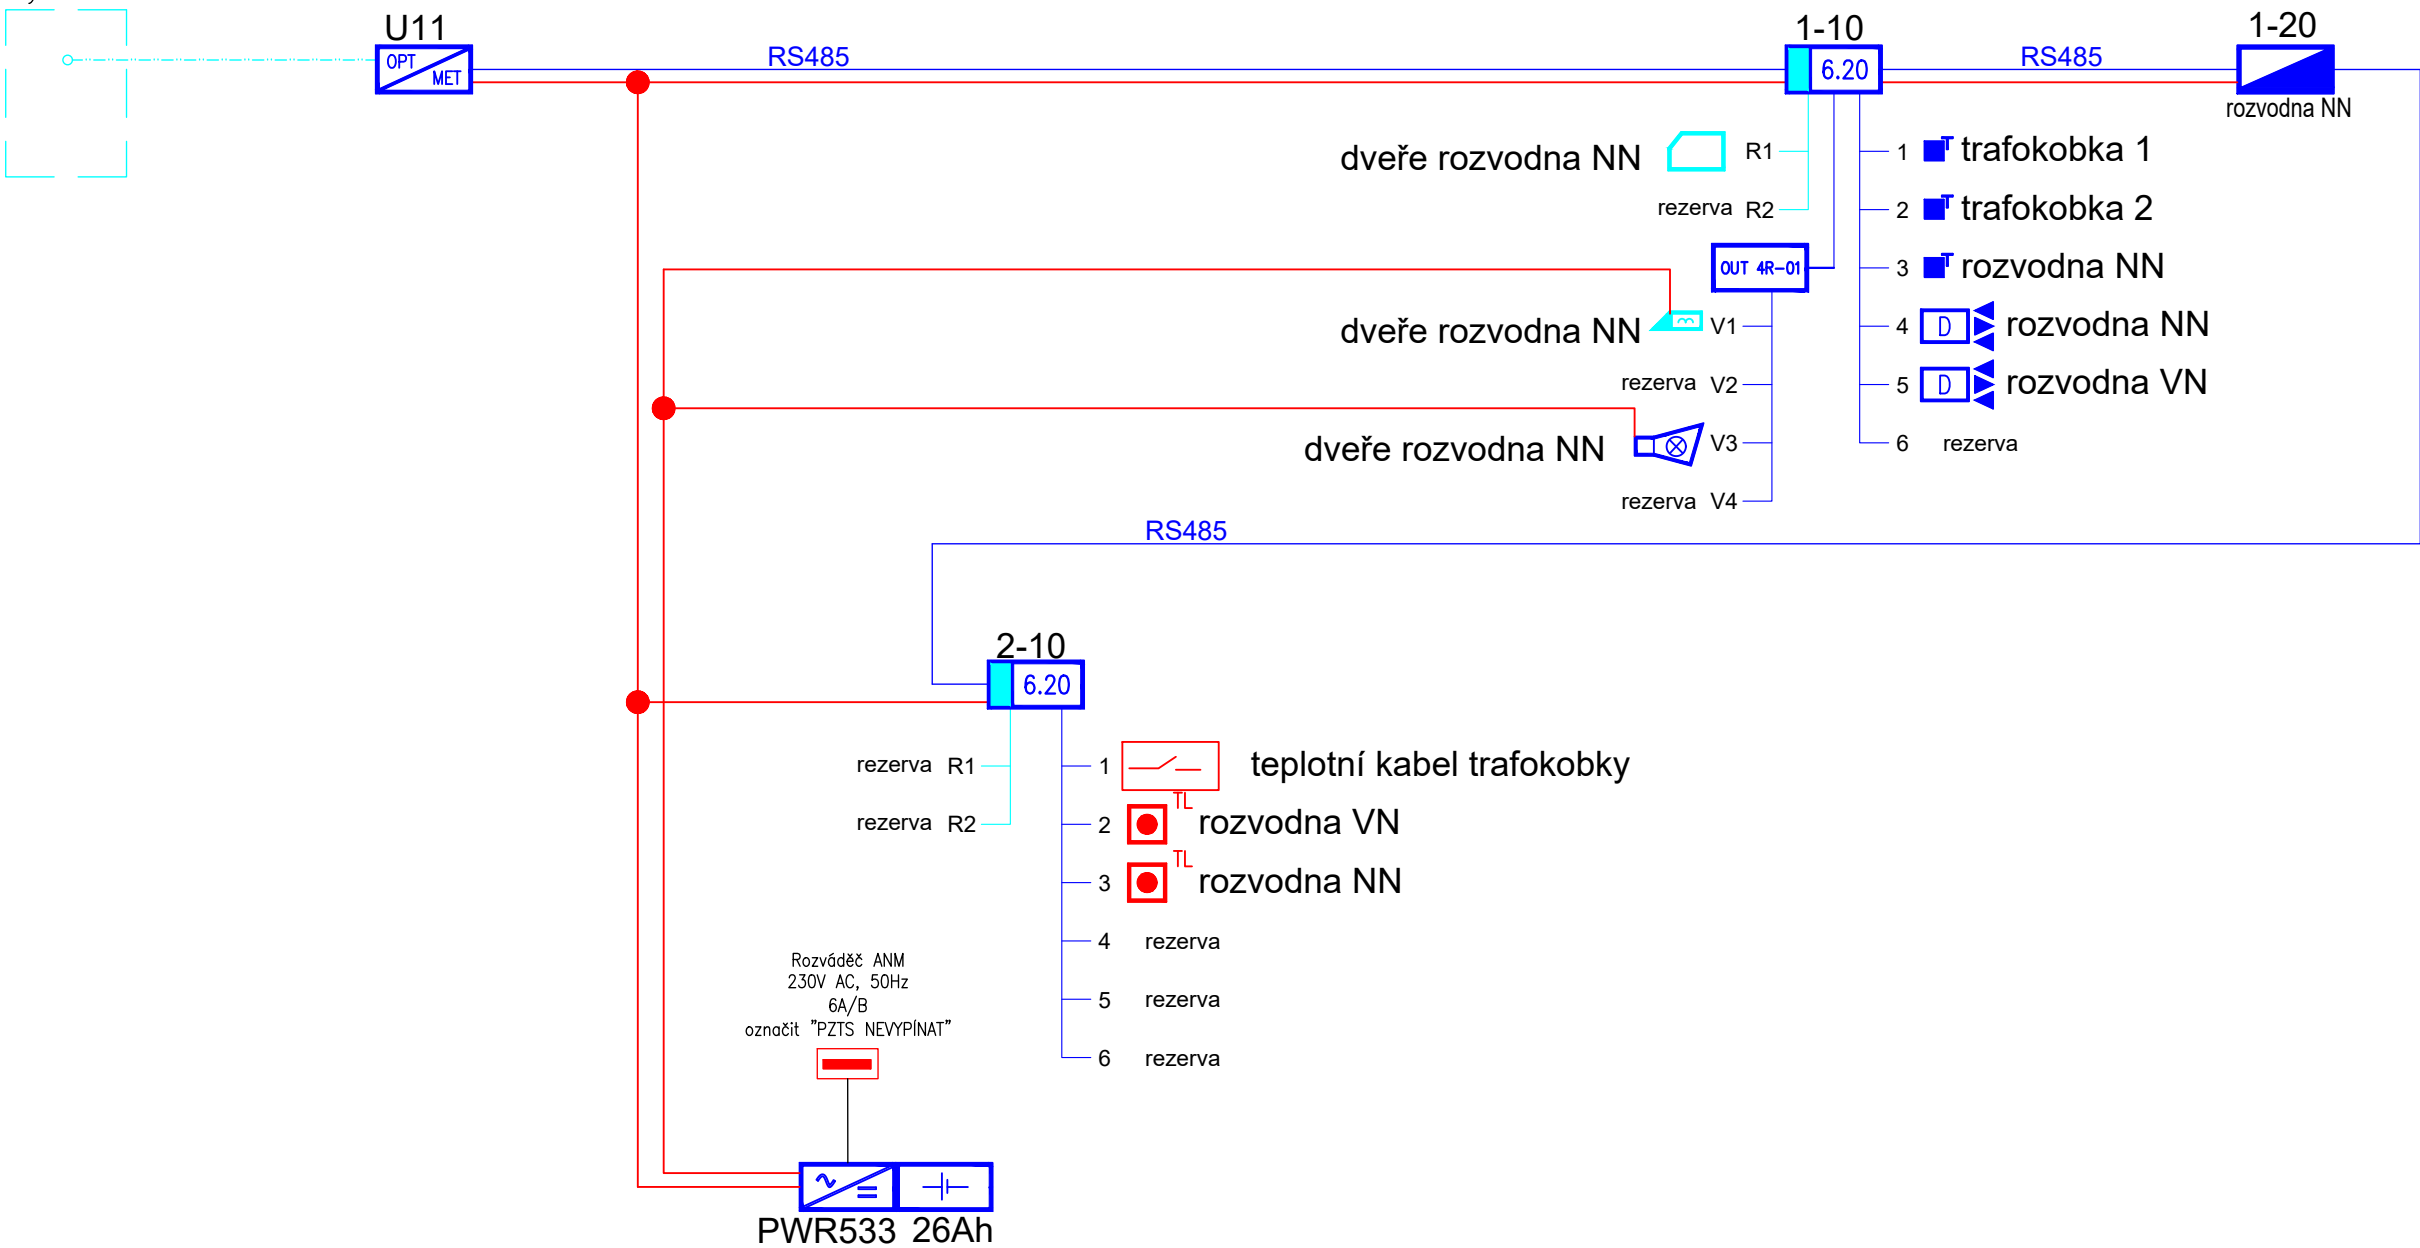 U11
OPT
MET
RS485
1-10
6.20
RS485
1-20
rozvodna NN
dveře rozvodna NN
R1
rezerva R2
1
T
trafokobka 1
2
T
trafokobka 2
3
T
rozvodna NN
4
D
rozvodna NN
5
D
rozvodna VN
6 rezerva
OUT 4R-01
dveře rozvodna NN
V1
rezerva V2
dveře rozvodna NN
V3
rezerva V4
RS485
2-10
6.20
rezerva R1
rezerva R2
1
teplotní kabel trafokobky
2
TL
rozvodna VN
3
TL
rozvodna NN
4 rezerva
5 rezerva
6 rezerva
Rozváděč ANM
230V AC, 50Hz
6A/B
označit "PZTS NEVYPÍNAT"
PWR533 26Ah